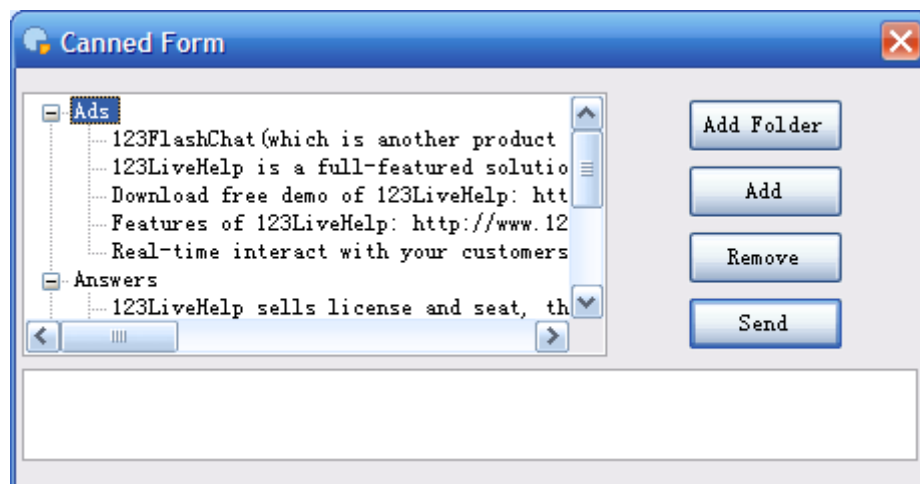 Canned Form
Ads
123FlashChat(which is another product
123LiveHelp is a full-featured solutio
Download free demo of 123LiveHelp: htt
Features of 123LiveHelp: http://www.12
Real-time interact with your customers
Answers
123LiveHelp sells license and seat, th
Add Folder
Add
Remove
Send